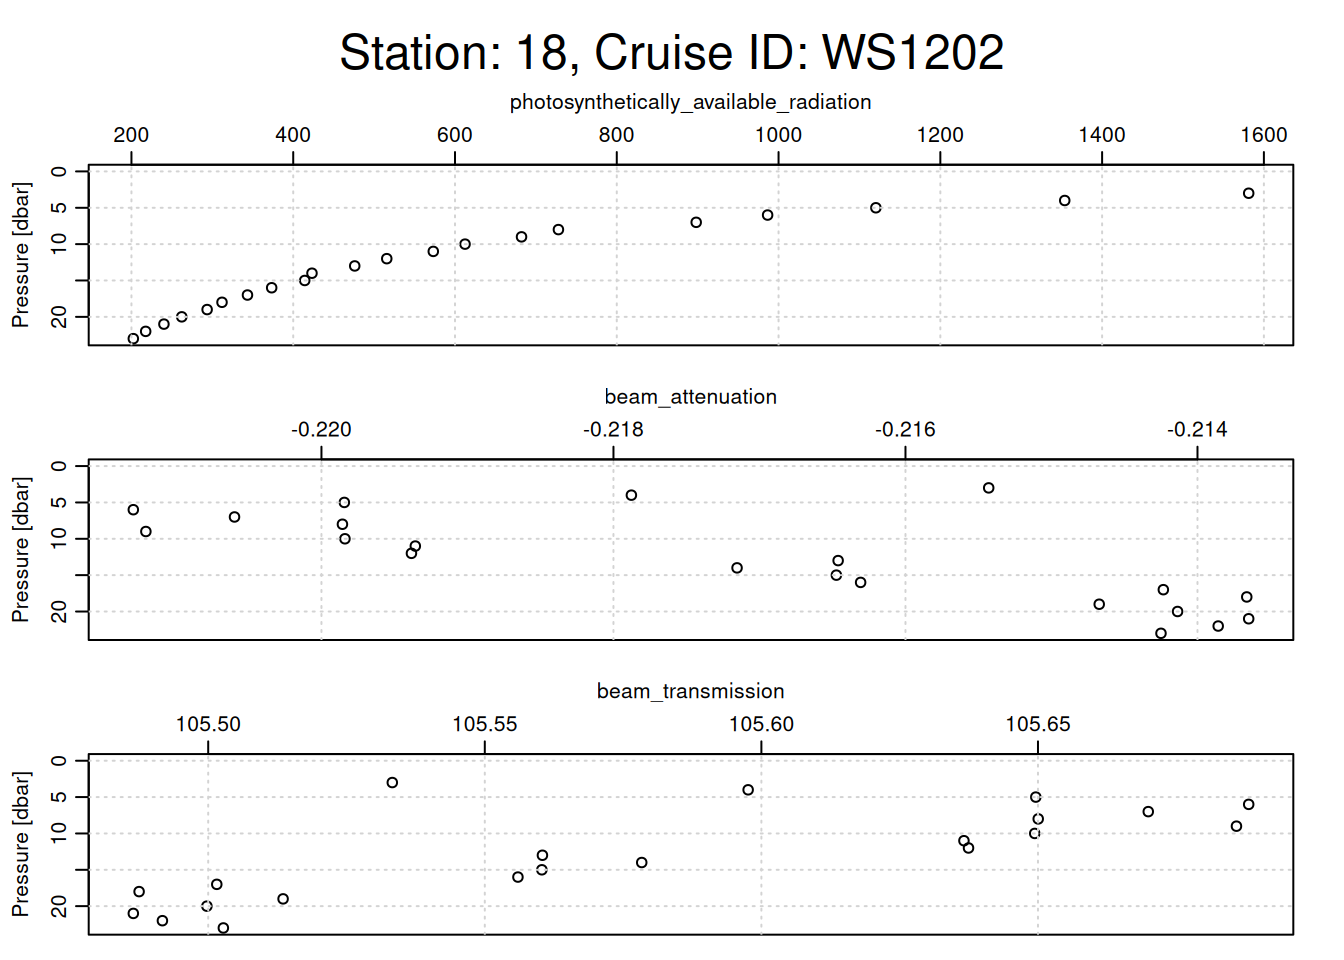 Station: 18, Cruise ID: WS1202
photosynthetically_available_radiation
200 400 600 800 1000 1200 1400 1600
Pressure [dbar]
0
5
10
20
beam_attenuation
-0.220 -0.218 -0.216 -0.214
Pressure [dbar]
0
5
10
20
beam_transmission
105.50 105.55 105.60 105.65
Pressure [dbar]
0
5
10
20